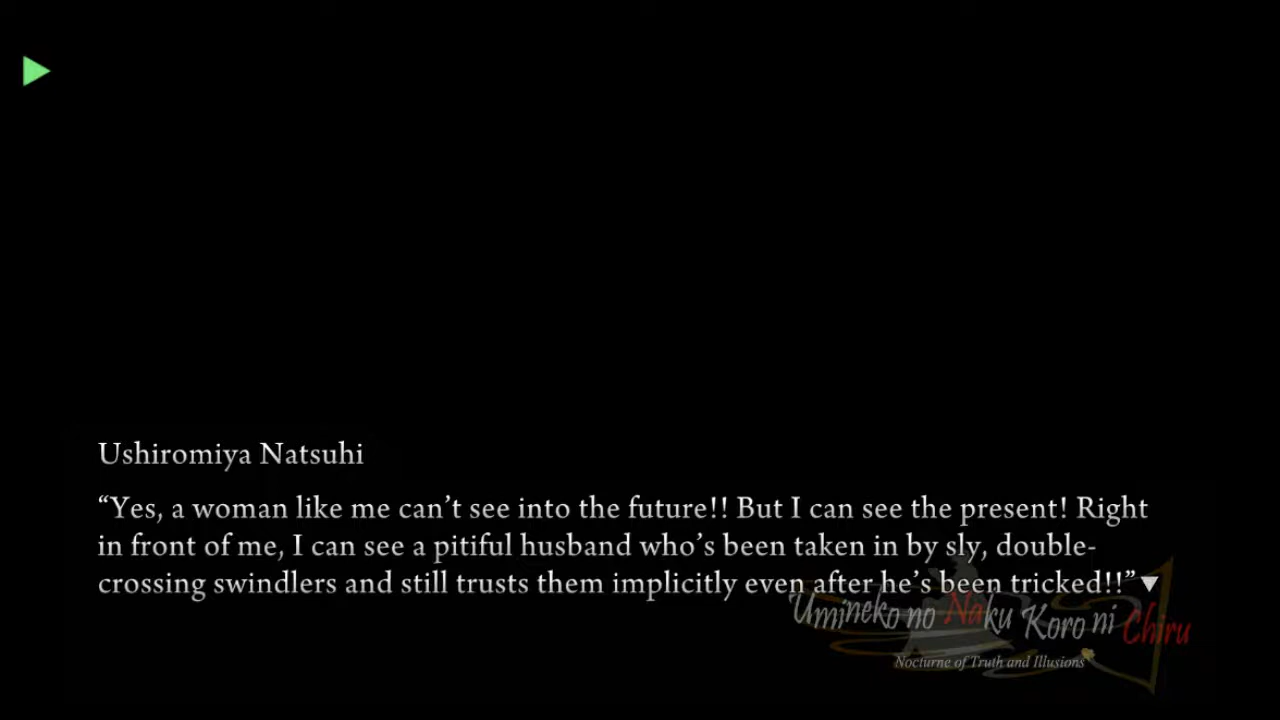 Ushiromiya Natsuhi
“Yes, a woman like me can’t see into the future!! But I can see the present! Right
in front of me, I can see a pitiful husband who’s been taken in by sly, double-
crossing swindlers and still trusts them implicitly even after he’s been tricked!!”
Umineko no Naku Koro ni Chiru
Nocturne of Truth and Illusions